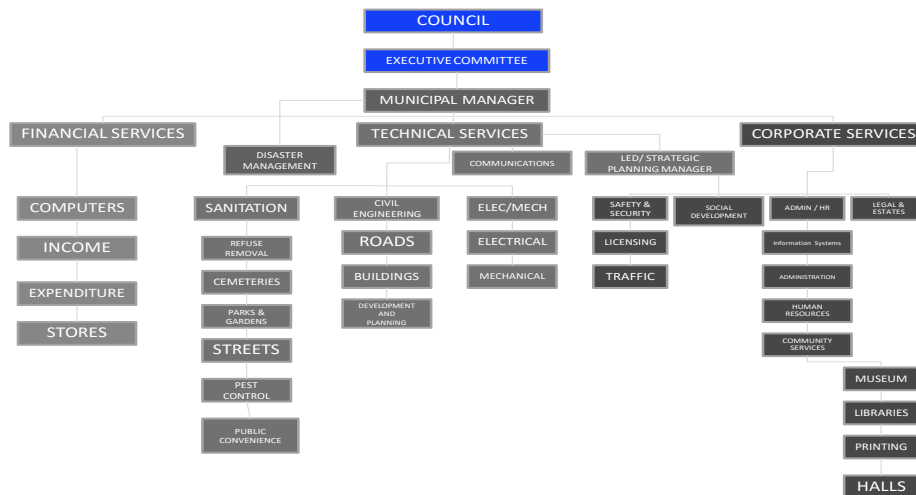 COUNCIL
EXECUTIVE COMMITTEE
MUNICIPAL MANAGER
FINANCIAL SERVICES
TECHNICAL SERVICES
CORPORATE SERVICES
DISASTER
MANAGEMENT
COMMUNICATIONS
LED/ STRATEGIC
PLANNING MANAGER
COMPUTERS
INCOME
EXPENDITURE
STORES
SANITATION
REFUSE
REMOVAL
CEMETERIES
PARKS &
GARDENS
STREETS
PEST
CONTROL
PUBLIC
CONVENIENCE
CIVIL
ENGINEERING
ROADS
BUILDINGS
DEVELOPMENT
AND
PLANNING
ELEC/MECH
ELECTRICAL
MECHANICAL
SAFETY &
SECURITY
LICENSING
TRAFFIC
SOCIAL
DEVELOPMENT
ADMIN / HR
Information Systems
ADMINISTRATION
HUMAN
RESOURCES
COMMUNITY
SERVICES
LEGAL &
ESTATES
MUSEUM
LIBRARIES
PRINTING
HALLS